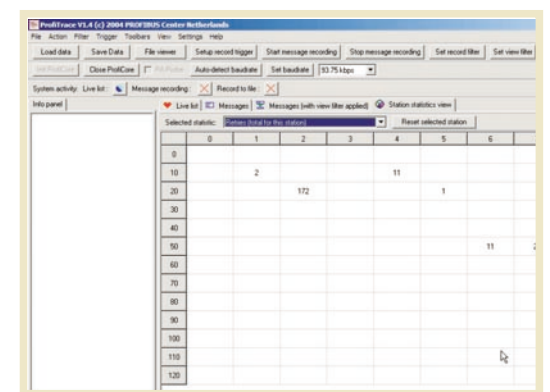 ProfiTrace V1.4 (c) 2004 PROFIBUS Center Netherlands
File Action Filter Trigger Toolbars View Settings Help
Load data Save Data File viewer Setup record trigger Start message recording Stop message recording Set record filter Set view filter
Init ProfiCore Close ProfiCore Auto-detect baudrate Set baudrate 93.75 kbps
System activity: Live list: Message recording: Record to file:
Info panel Live list Messages Messages (with view filter applied) Station statistics view
Selected statistic: Retries (total for this station) Reset selected station
0 1 2 3 4 5 6
0
10 2 11
20 172 1
30
40
50 11 2
60
70
80
90
100
110
120